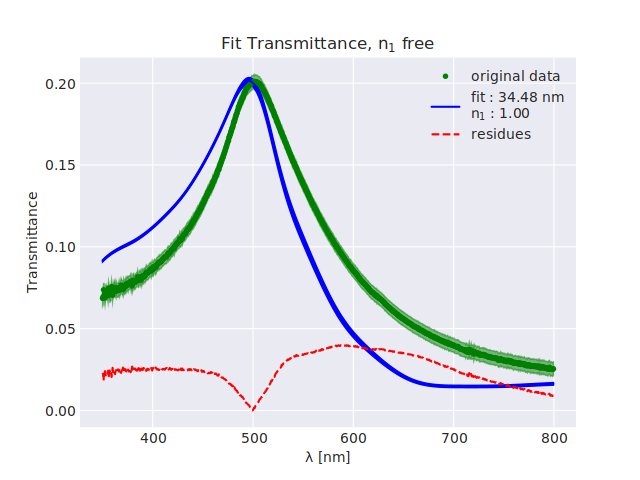 Fit Transmittance, n₁ free
original data
fit : 34.48 nm
n₁ : 1.00
residues
Transmittance
0.20
0.15
0.10
0.05
0.00
400 500 600 700 800
λ [nm]